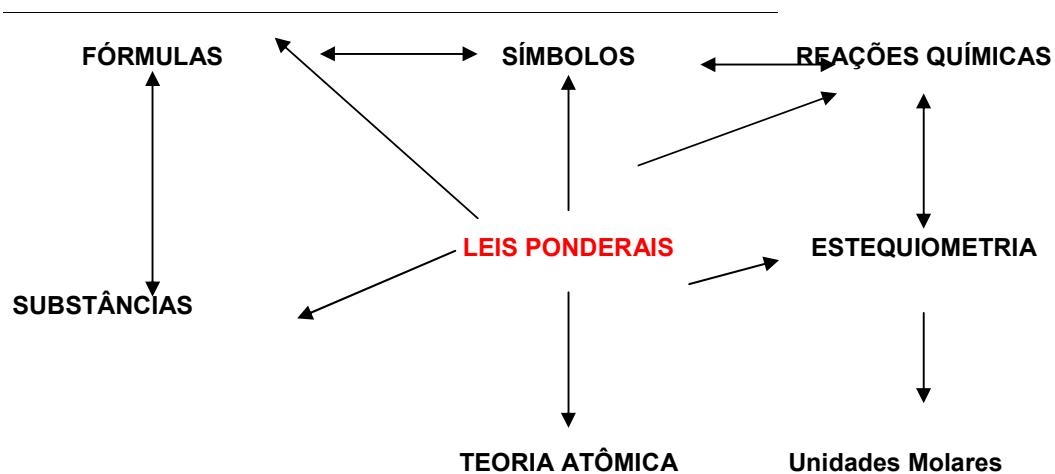 FÓRMULAS SÍMBOLOS REAÇÕES QUÍMICAS
LEIS PONDERAIS ESTEQUIOMETRIA
SUBSTÂNCIAS
TEORIA ATÔMICA Unidades Molares